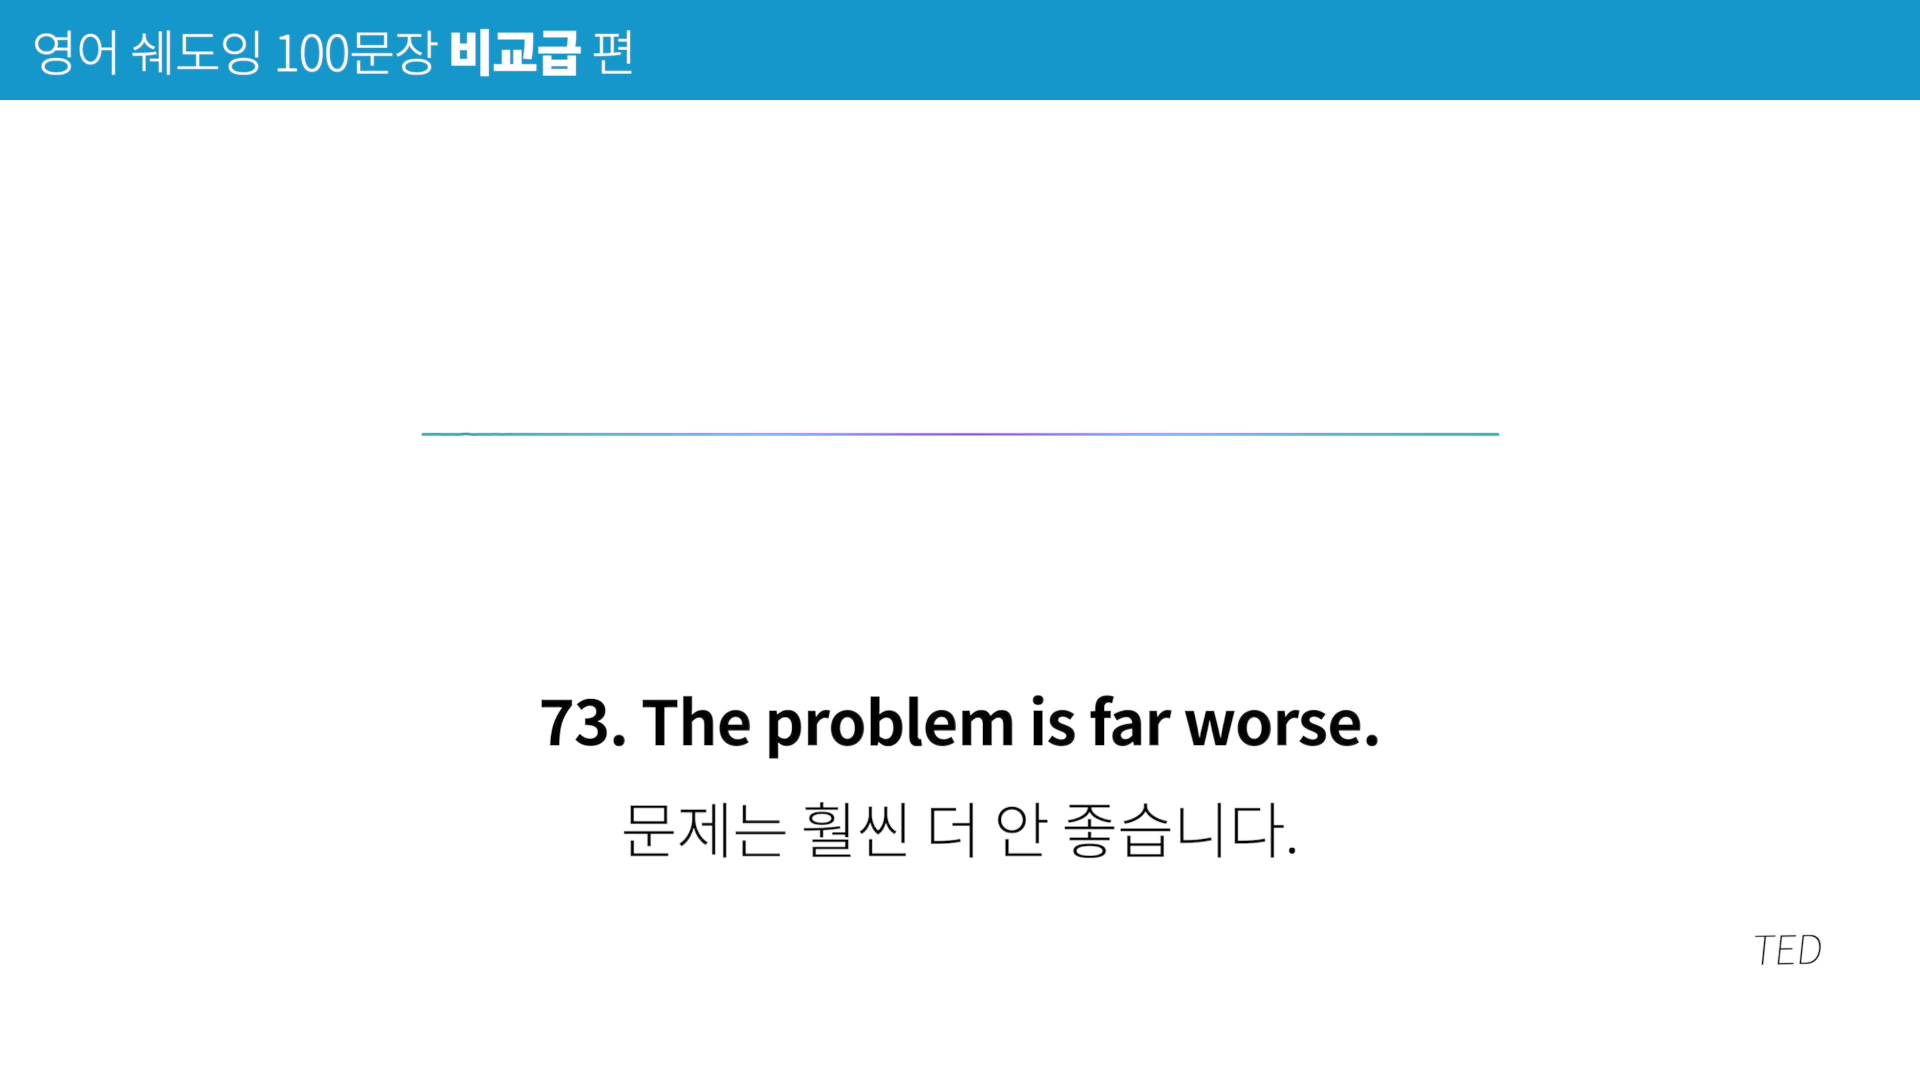 영어 쉐도잉 100문장 비교급 편
73. The problem is far worse.
문제는 훨씬 더 안 좋습니다.
TED